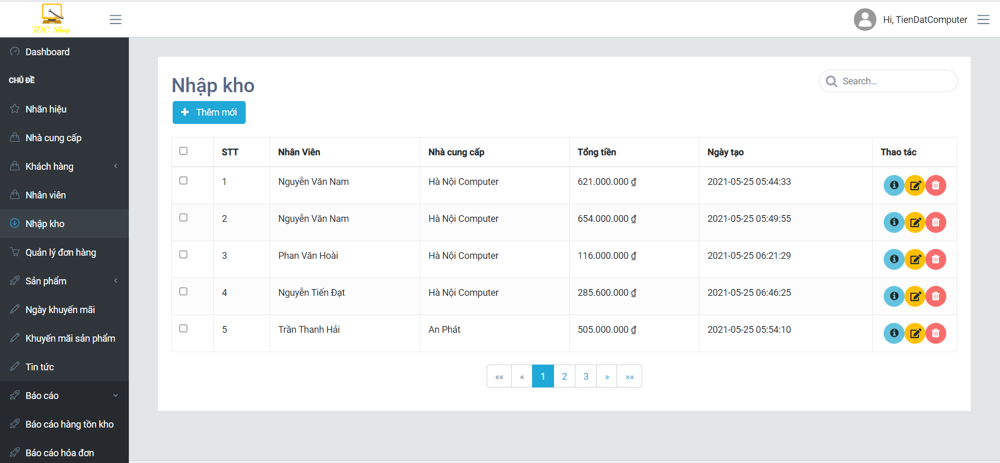 TDC Shop
Hi, TienDatComputer
Dashboard
CHỦ ĐỀ
Nhãn hiệu
Nhà cung cấp
Khách hàng
Nhân viên
Nhập kho
Quản lý đơn hàng
Sản phẩm
Ngày khuyến mãi
Khuyến mãi sản phẩm
Tin tức
Báo cáo
Báo cáo hàng tồn kho
Báo cáo hóa đơn
Nhập kho
Search...
Thêm mới
STT Nhân Viên Nhà cung cấp Tổng tiền Ngày tạo Thao tác
1 Nguyễn Văn Nam Hà Nội Computer 621.000.000 ₫ 2021-05-25 05:44:33
2 Nguyễn Văn Nam Hà Nội Computer 654.000.000 ₫ 2021-05-25 05:49:55
3 Phan Văn Hoài Hà Nội Computer 116.000.000 ₫ 2021-05-25 06:21:29
4 Nguyễn Tiến Đạt Hà Nội Computer 285.600.000 ₫ 2021-05-25 06:46:25
5 Trần Thanh Hải An Phát 505.000.000 ₫ 2021-05-25 05:54:10
«« « 1 2 3 » »»